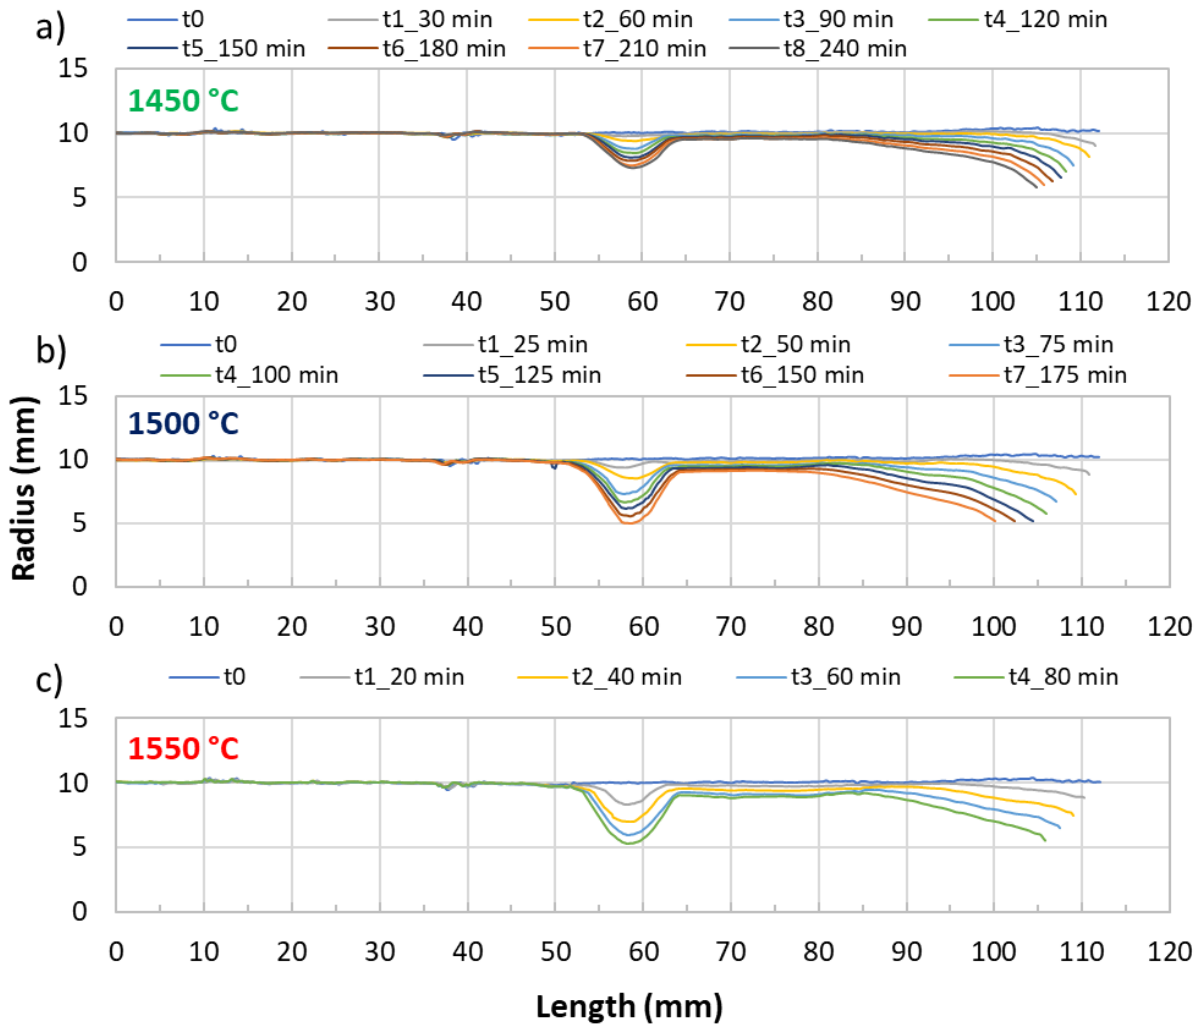 a)
t0 t1_30 min t2_60 min t3_90 min t4_120 min
t5_150 min t6_180 min t7_210 min t8_240 min
15
1450 °C
10
5
0
0 10 20 30 40 50 60 70 80 90 100 110 120
b)
t0 t1_25 min t2_50 min t3_75 min
t4_100 min t5_125 min t6_150 min t7_175 min
15
1500 °C
10
5
0
0 10 20 30 40 50 60 70 80 90 100 110 120
Radius (mm)
c)
t0 t1_20 min t2_40 min t3_60 min t4_80 min
15
1550 °C
10
5
0
0 10 20 30 40 50 60 70 80 90 100 110 120
Length (mm)